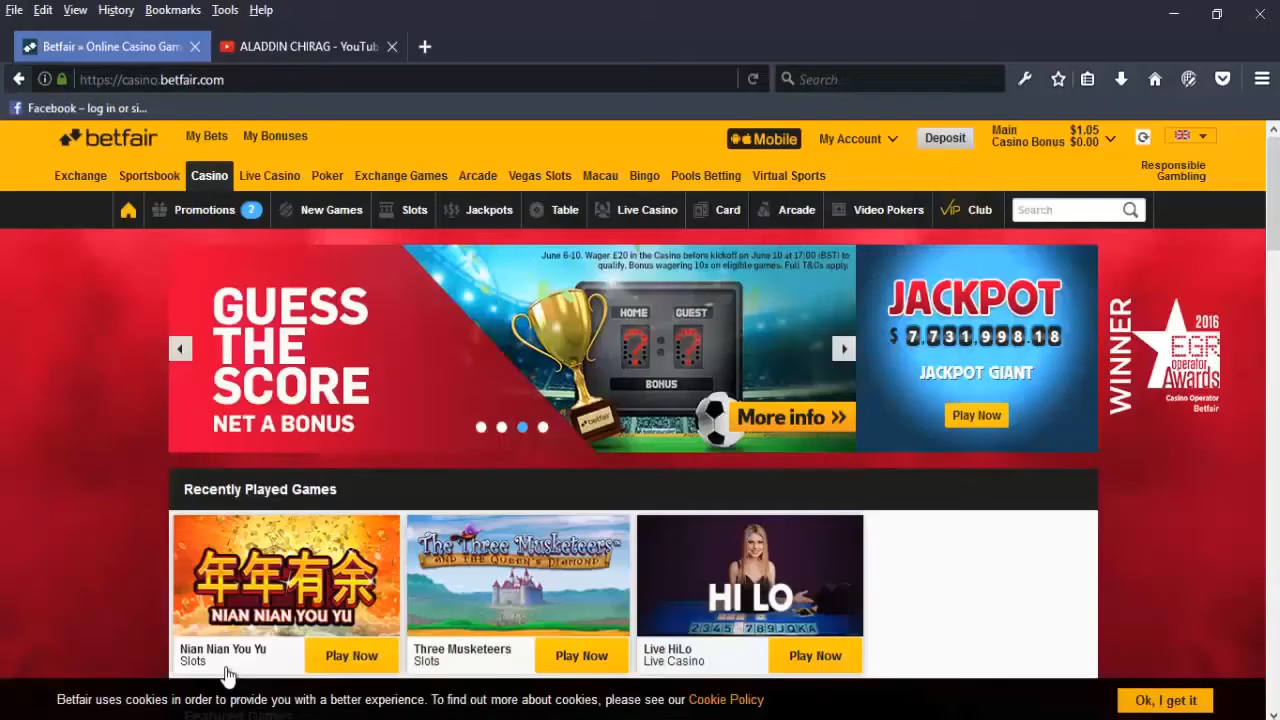 File Edit View History Bookmarks Tools Help
Betfair » Online Casino Gam
ALADDIN CHIRAG - YouTub
https://casino.betfair.com
Search...
Facebook – log in or si...
betfair
My Bets
My Bonuses
Mobile
My Account
Deposit
Main $1.05
Casino Bonus $0.00
Exchange Sportsbook Casino Live Casino Poker Exchange Games Arcade Vegas Slots Macau Bingo Pools Betting Virtual Sports
Responsible
Gambling
Promotions 2 New Games Slots Jackpots Table Live Casino Card Arcade Video Pokers VIP Club
Search
June 6-10. Wager £20 in the Casino before kickoff on June 10 at 17:00 (BST) to
qualify. Bonus wagering 10x on eligible games. Full T&Cs apply.
GUESS
THE
SCORE
NET A BONUS
HOME GUEST
? : ?
BONUS
betfair
More info »
JACKPOT
$ 7,731,998.18
JACKPOT GIANT
Play Now
WINNER
2016
EGR
operator
Awards
Casino Operator
Betfair
Recently Played Games
年年有余
NIAN NIAN YOU YU
The Three Musketeers™
AND THE QUEEN'S DIAMOND
HI LO
Nian Nian You Yu
Slots
Play Now
Three Musketeers
Slots
Play Now
Live HiLo
Live Casino
Play Now
Betfair uses cookies in order to provide you with a better experience. To find out more about cookies, please see our Cookie Policy
Ok, I get it